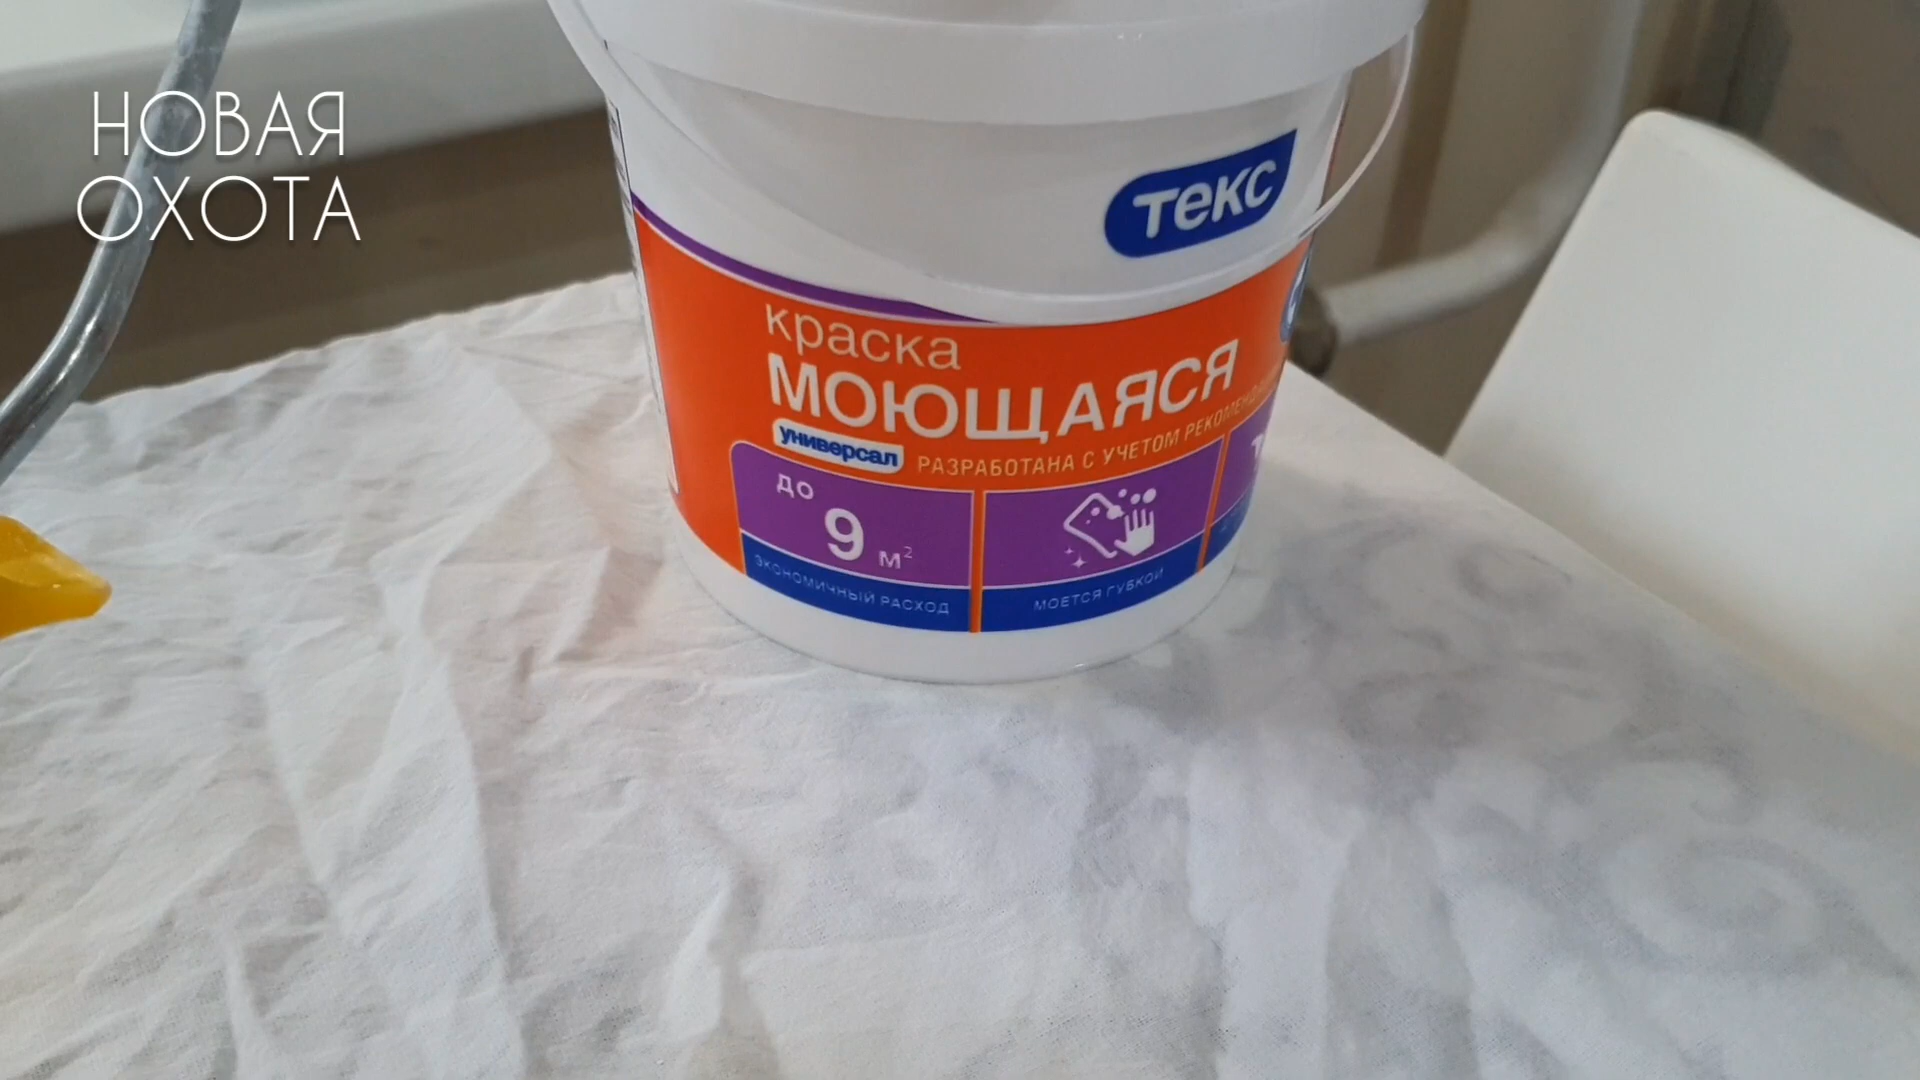 НОВАЯ
ОХОТА
текс
краска
МОЮЩАЯСЯ
универсал
РАЗРАБОТАНА С УЧЕТОМ
до
9 м²
ЭКОНОМИЧНЫЙ РАСХОД
МОЕТСЯ ГУБКОЙ